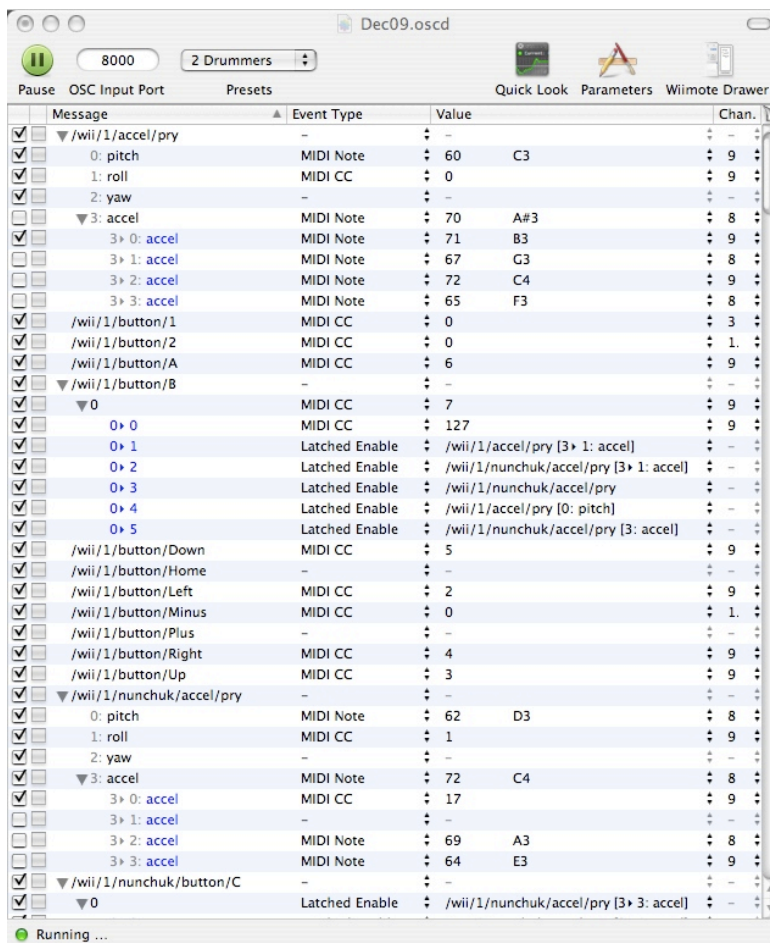 Dec09.oscd
8000 2 Drummers
Pause OSC Input Port Presets Quick Look Parameters Wiimote Drawer
Message Event Type Value Chan.
/wii/1/accel/pry – – –
0: pitch MIDI Note 60 C3 9
1: roll MIDI CC 0 9
2: yaw – – –
3: accel MIDI Note 70 A#3 8
3▸ 0: accel MIDI Note 71 B3 9
3▸ 1: accel MIDI Note 67 G3 8
3▸ 2: accel MIDI Note 72 C4 9
3▸ 3: accel MIDI Note 65 F3 8
/wii/1/button/1 MIDI CC 0 3
/wii/1/button/2 MIDI CC 0 1.
/wii/1/button/A MIDI CC 6 9
/wii/1/button/B – – –
0 MIDI CC 7 9
0▸ 0 MIDI CC 127 9
0▸ 1 Latched Enable /wii/1/accel/pry [3▸ 1: accel] –
0▸ 2 Latched Enable /wii/1/nunchuk/accel/pry [3▸ 1: accel] –
0▸ 3 Latched Enable /wii/1/nunchuk/accel/pry –
0▸ 4 Latched Enable /wii/1/accel/pry [0: pitch] –
0▸ 5 Latched Enable /wii/1/nunchuk/accel/pry [3: accel] –
/wii/1/button/Down MIDI CC 5 9
/wii/1/button/Home – – –
/wii/1/button/Left MIDI CC 2 9
/wii/1/button/Minus MIDI CC 0 1.
/wii/1/button/Plus – – –
/wii/1/button/Right MIDI CC 4 9
/wii/1/button/Up MIDI CC 3 9
/wii/1/nunchuk/accel/pry – – –
0: pitch MIDI Note 62 D3 8
1: roll MIDI CC 1 9
2: yaw – – –
3: accel MIDI Note 72 C4 8
3▸ 0: accel MIDI CC 17 9
3▸ 1: accel – – –
3▸ 2: accel MIDI Note 69 A3 8
3▸ 3: accel MIDI Note 64 E3 9
/wii/1/nunchuk/button/C – – –
0 Latched Enable /wii/1/nunchuk/accel/pry [3▸ 3: accel] –
Running ...